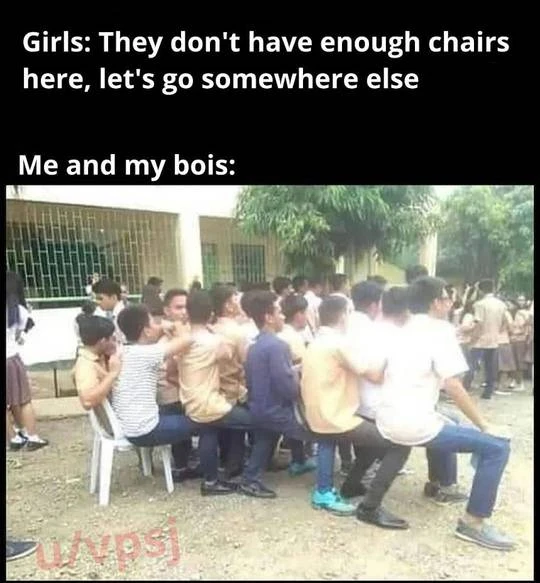 Girls: They don't have enough chairs
here, let's go somewhere else
Me and my bois:
u/vpsj